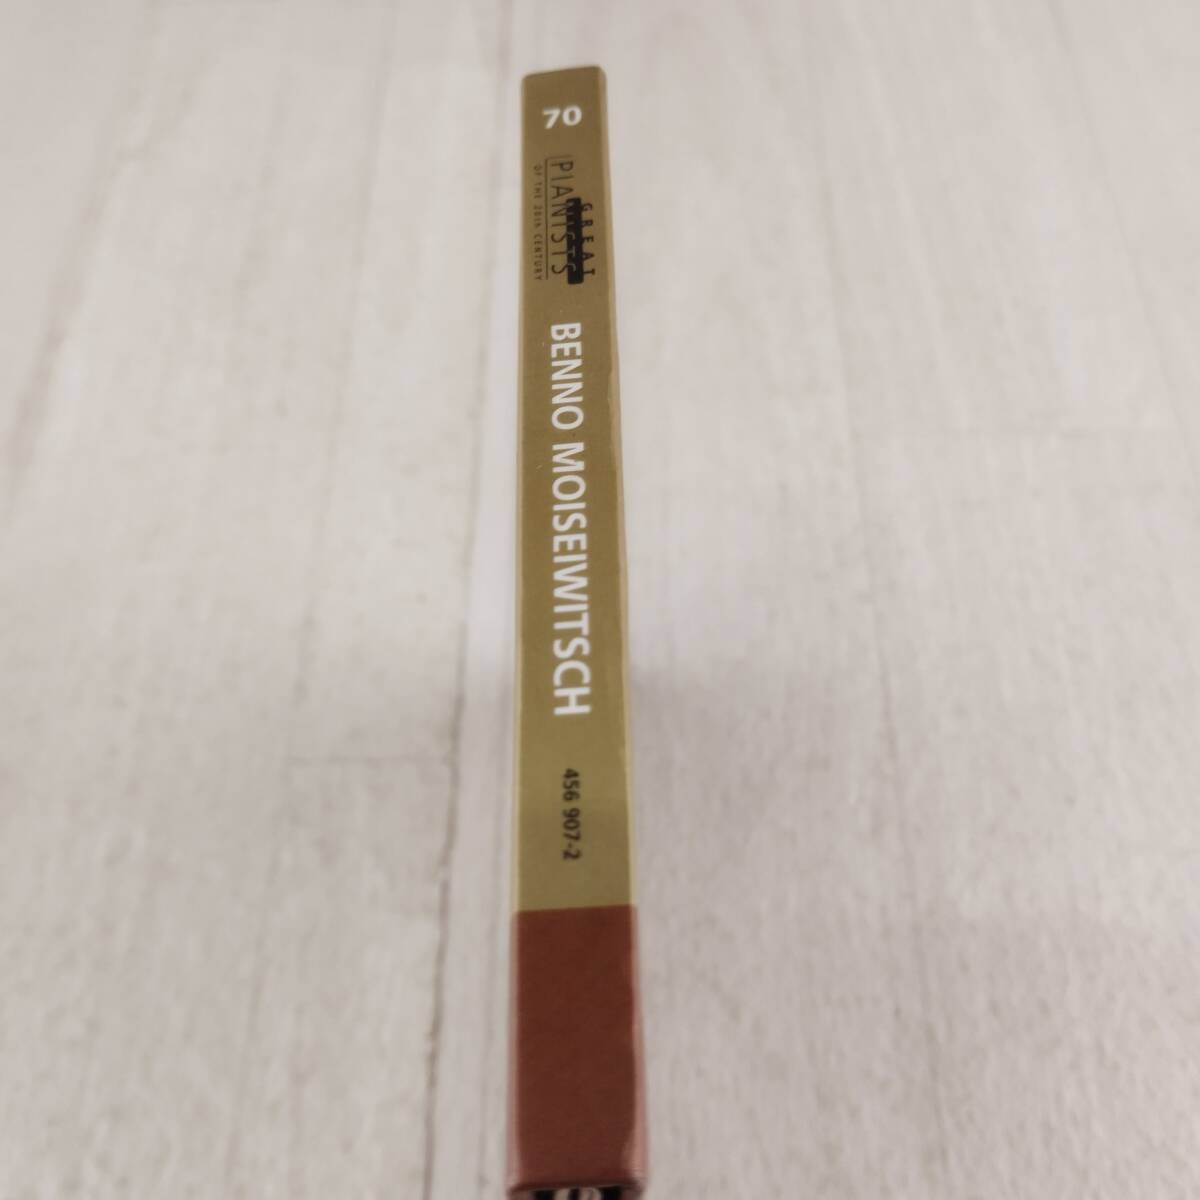 70
GREAT
PIANISTS
OF THE 20th CENTURY
BENNO MOISEIWITSCH
456 907-2